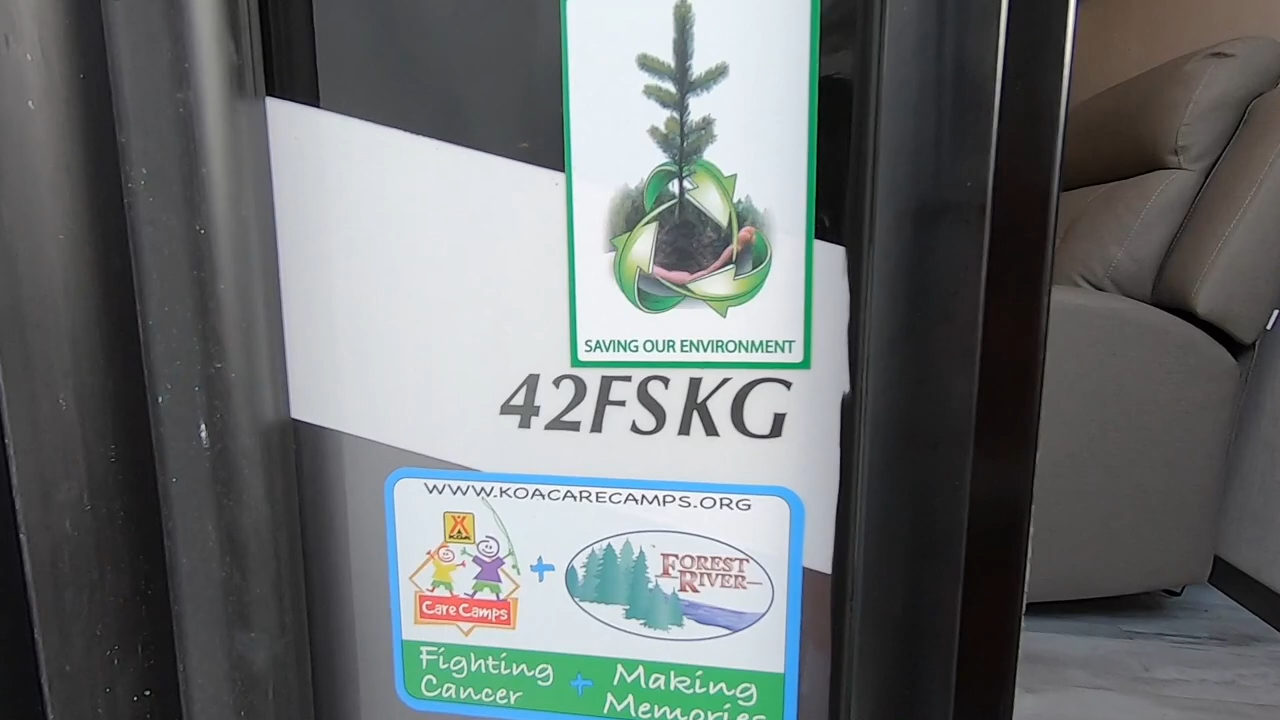 SAVING OUR ENVIRONMENT
42FSKG
WWW.KOACARECAMPS.ORG
KOA
Care Camps
+
FOREST
RIVER
Fighting
Cancer
+
Making
Memories